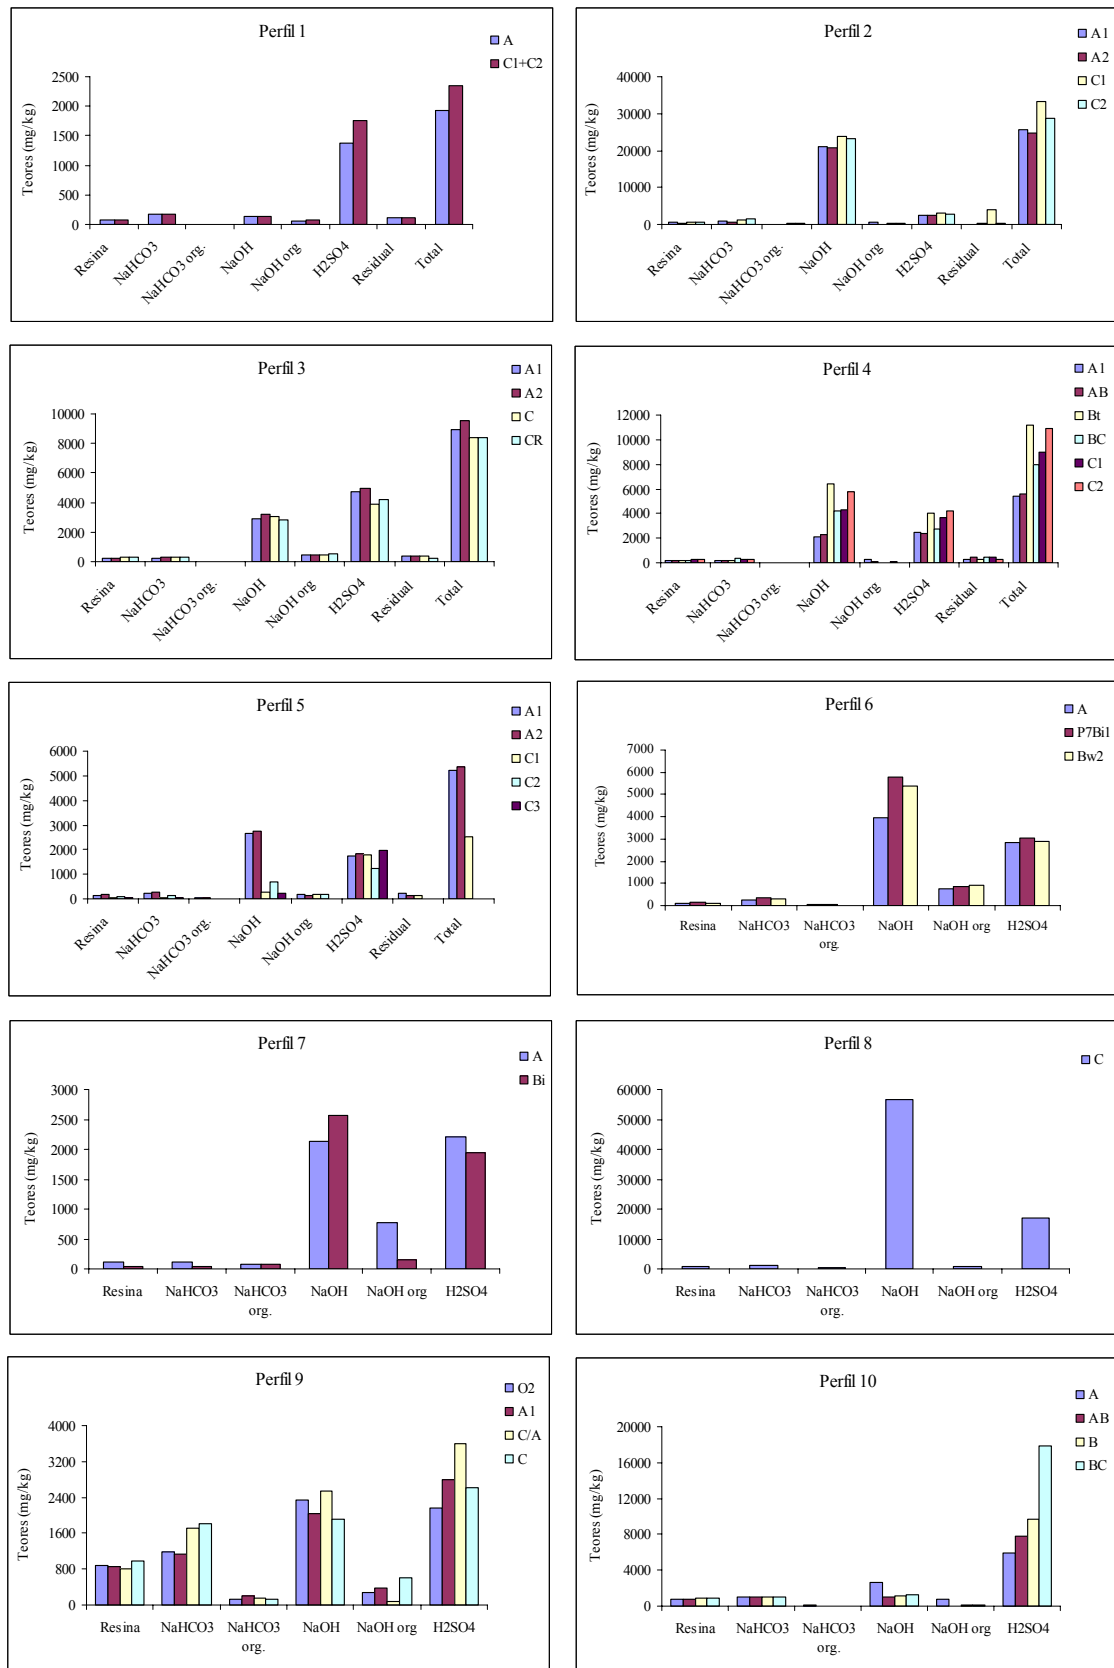 Perfil 1
A
C1+C2
Teores (mg/kg)
2500
2000
1500
1000
500
0
Resina
NaHCO3
NaHCO3 org.
NaOH
NaOH org
H2SO4
Residual
Total
Perfil 2
A1
A2
C1
C2
Teores (mg/kg)
40000
30000
20000
10000
0
Resina
NaHCO3
NaHCO3 org.
NaOH
NaOH org
H2SO4
Residual
Total
Perfil 3
A1
A2
C
CR
Teores (mg/kg)
10000
8000
6000
4000
2000
0
Resina
NaHCO3
NaHCO3 org.
NaOH
NaOH org
H2SO4
Residual
Total
Perfil 4
A1
AB
Bt
BC
C1
C2
Teores (mg/kg)
12000
10000
8000
6000
4000
2000
0
Resina
NaHCO3
NaHCO3 org.
NaOH
NaOH org
H2SO4
Residual
Total
Perfil 5
A1
A2
C1
C2
C3
Teores (mg/kg)
6000
5000
4000
3000
2000
1000
0
Resina
NaHCO3
NaHCO3 org.
NaOH
NaOH org
H2SO4
Residual
Total
Perfil 6
A
P7Bi1
Bw2
Teores (mg/kg)
7000
6000
5000
4000
3000
2000
1000
0
Resina NaHCO3 NaHCO3 NaOH NaOH org H2SO4
org.
Perfil 7
A
Bi
Teores (mg/kg)
3000
2500
2000
1500
1000
500
0
Resina NaHCO3 NaHCO3 NaOH NaOH org H2SO4
org.
Perfil 8
C
Teores (mg/kg)
60000
50000
40000
30000
20000
10000
0
Resina NaHCO3 NaHCO3 NaOH NaOH org H2SO4
org.
Perfil 9
O2
A1
C/A
C
Teores (mg/kg)
4000
3200
2400
1600
800
0
Resina NaHCO3 NaHCO3 NaOH NaOH org H2SO4
org.
Perfil 10
A
AB
B
BC
Teores (mg/kg)
20000
16000
12000
8000
4000
0
Resina NaHCO3 NaHCO3 NaOH NaOH org H2SO4
org.